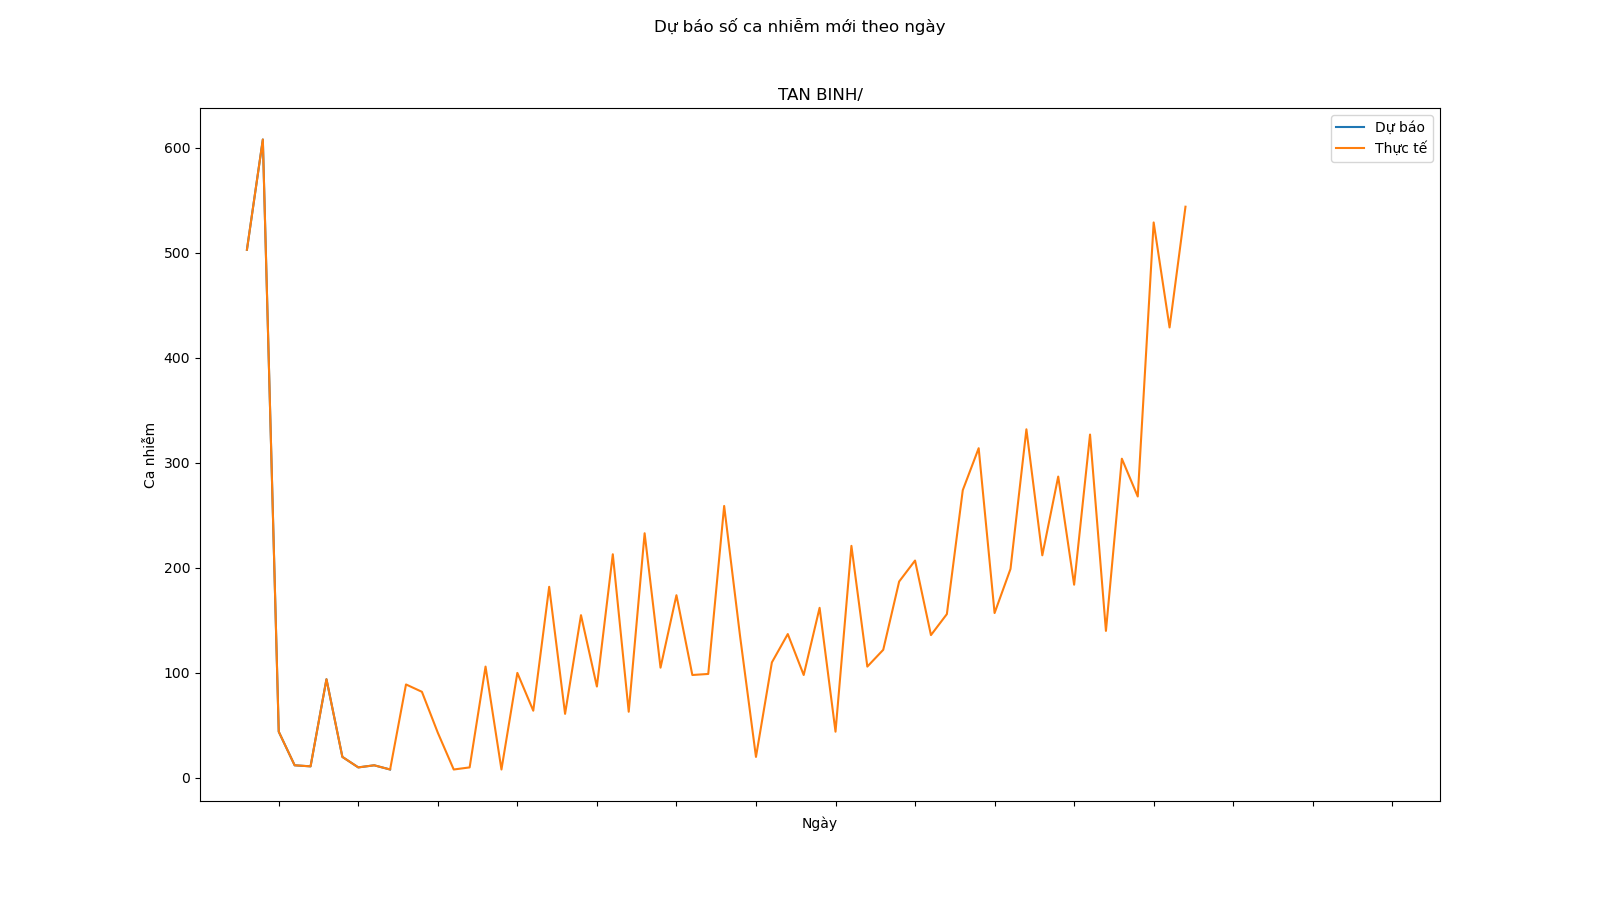 Dự báo số ca nhiễm mới theo ngày
TAN BINH/
Dự báo
Thực tế
600
500
400
300
200
100
0
Ca nhiễm
Ngày